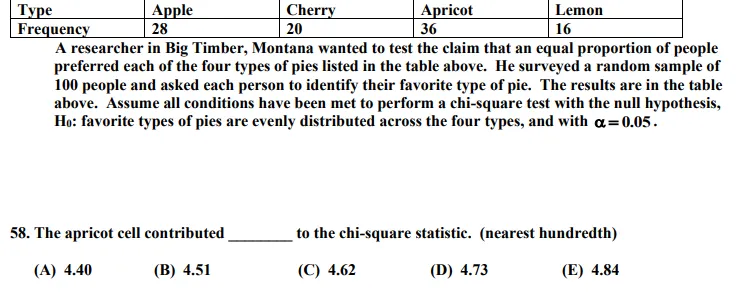 Type Apple Cherry Apricot Lemon
Frequency 28 20 36 16
A researcher in Big Timber, Montana wanted to test the claim that an equal proportion of people
preferred each of the four types of pies listed in the table above. He surveyed a random sample of
100 people and asked each person to identify their favorite type of pie. The results are in the table
above. Assume all conditions have been met to perform a chi-square test with the null hypothesis,
H₀: favorite types of pies are evenly distributed across the four types, and with α=0.05.
58. The apricot cell contributed ________ to the chi-square statistic. (nearest hundredth)
(A) 4.40 (B) 4.51 (C) 4.62 (D) 4.73 (E) 4.84